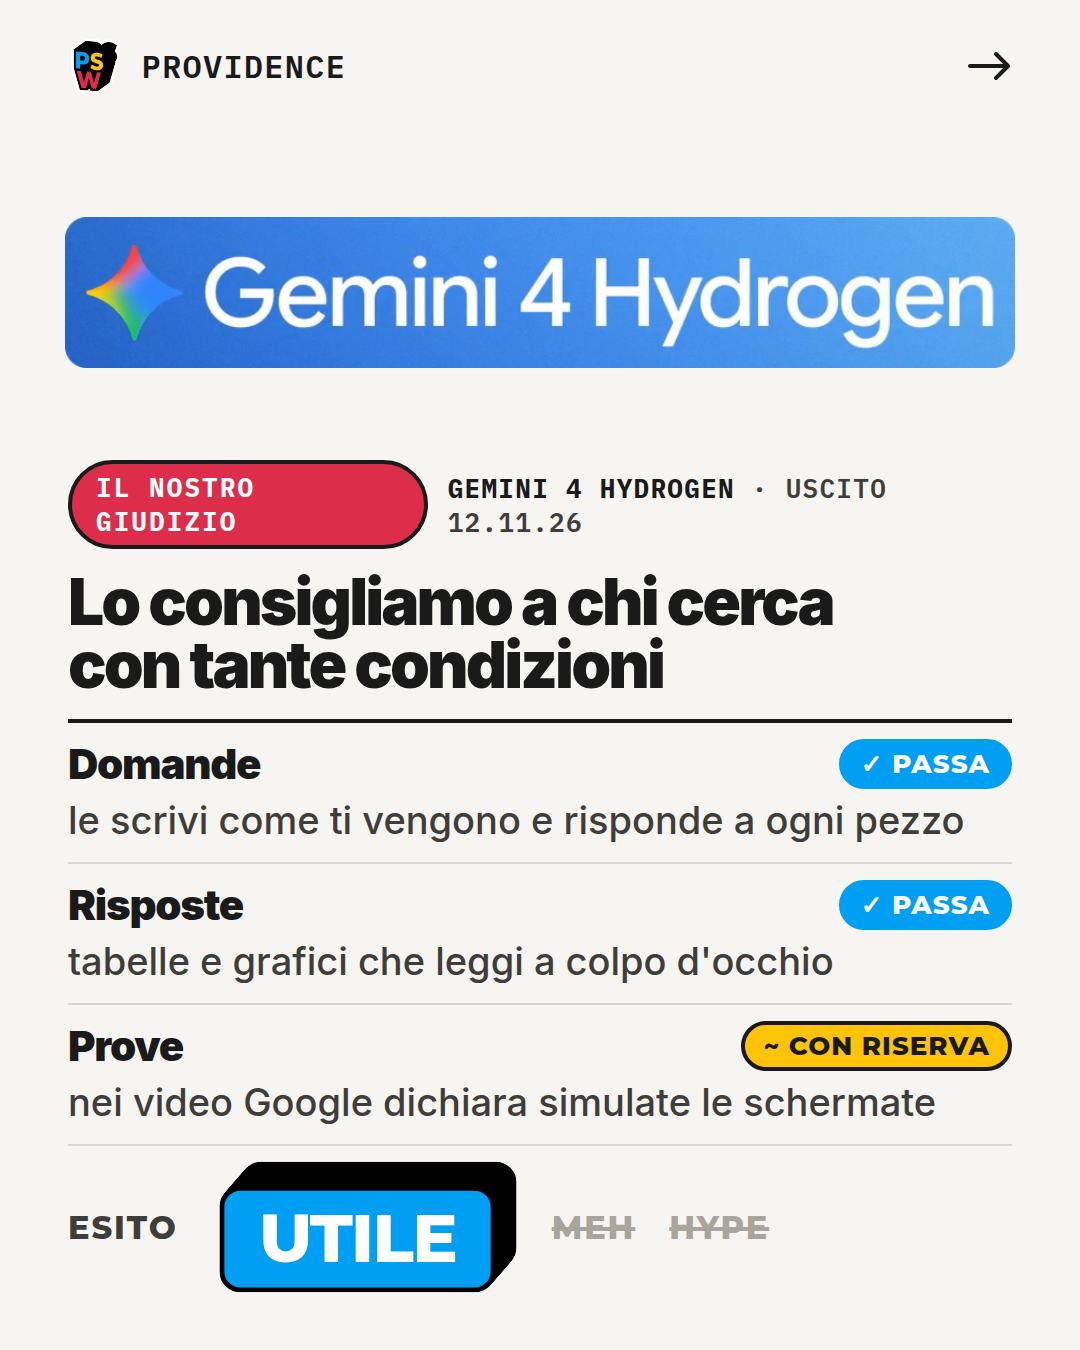 PSW
PROVIDENCE
Gemini 4 Hydrogen
IL NOSTRO
GIUDIZIO
GEMINI 4 HYDROGEN · USCITO
12.11.26
Lo consigliamo a chi cerca
con tante condizioni
Domande
✓ PASSA
le scrivi come ti vengono e risponde a ogni pezzo
Risposte
✓ PASSA
tabelle e grafici che leggi a colpo d'occhio
Prove
~ CON RISERVA
nei video Google dichiara simulate le schermate
ESITO UTILE MEH HYPE